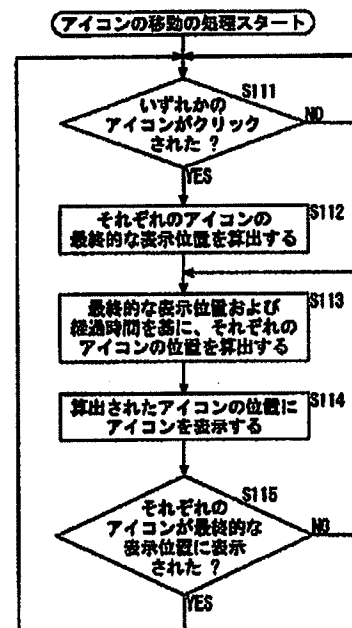 アイコンの移動の処理スタート
S111
いずれかの
アイコンがクリック
された？
NO
YES
S112
それぞれのアイコンの
最終的な表示位置を算出する
S113
最終的な表示位置および
経過時間を基に、それぞれの
アイコンの位置を算出する
S114
算出されたアイコンの位置に
アイコンを表示する
S115
それぞれの
アイコンが最終的な
表示位置に表示
された？
NO
YES